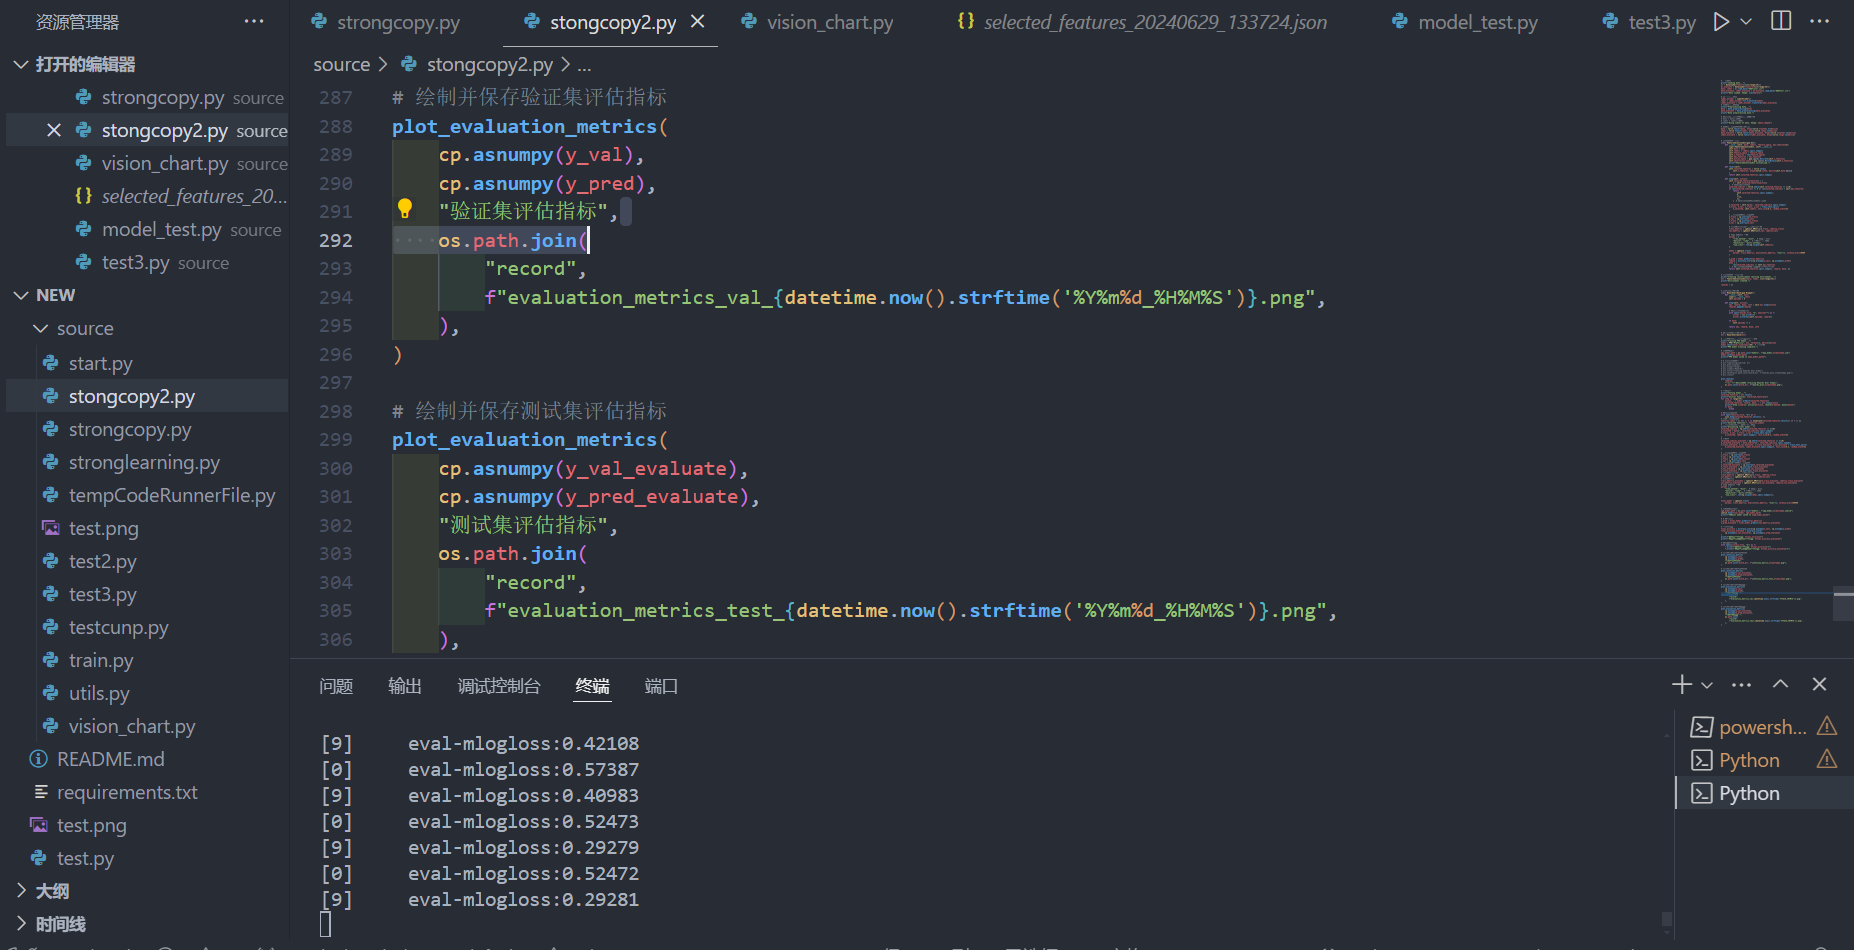 资源管理器 ···
打开的编辑器
strongcopy.py source
stongcopy2.py source
vision_chart.py source
{} selected_features_20...
model_test.py source
test3.py source
NEW
source
start.py
stongcopy2.py
strongcopy.py
stronglearning.py
tempCodeRunnerFile.py
test.png
test2.py
test3.py
testcunp.py
train.py
utils.py
vision_chart.py
README.md
requirements.txt
test.png
test.py
大纲
时间线
strongcopy.py stongcopy2.py vision_chart.py {} selected_features_20240629_133724.json model_test.py test3.py
source > stongcopy2.py > ...
287 # 绘制并保存验证集评估指标
288 plot_evaluation_metrics(
289 cp.asnumpy(y_val),
290 cp.asnumpy(y_pred),
291 "验证集评估指标",
292 os.path.join(
293 "record",
294 f"evaluation_metrics_val_{datetime.now().strftime('%Y%m%d_%H%M%S')}.png",
295 ),
296 )
297
298 # 绘制并保存测试集评估指标
299 plot_evaluation_metrics(
300 cp.asnumpy(y_val_evaluate),
301 cp.asnumpy(y_pred_evaluate),
302 "测试集评估指标",
303 os.path.join(
304 "record",
305 f"evaluation_metrics_test_{datetime.now().strftime('%Y%m%d_%H%M%S')}.png",
306 ),
问题 输出 调试控制台 终端 端口
[9] eval-mlogloss:0.42108
[0] eval-mlogloss:0.57387
[9] eval-mlogloss:0.40983
[0] eval-mlogloss:0.52473
[9] eval-mlogloss:0.29279
[0] eval-mlogloss:0.52472
[9] eval-mlogloss:0.29281
powersh...
Python
Python